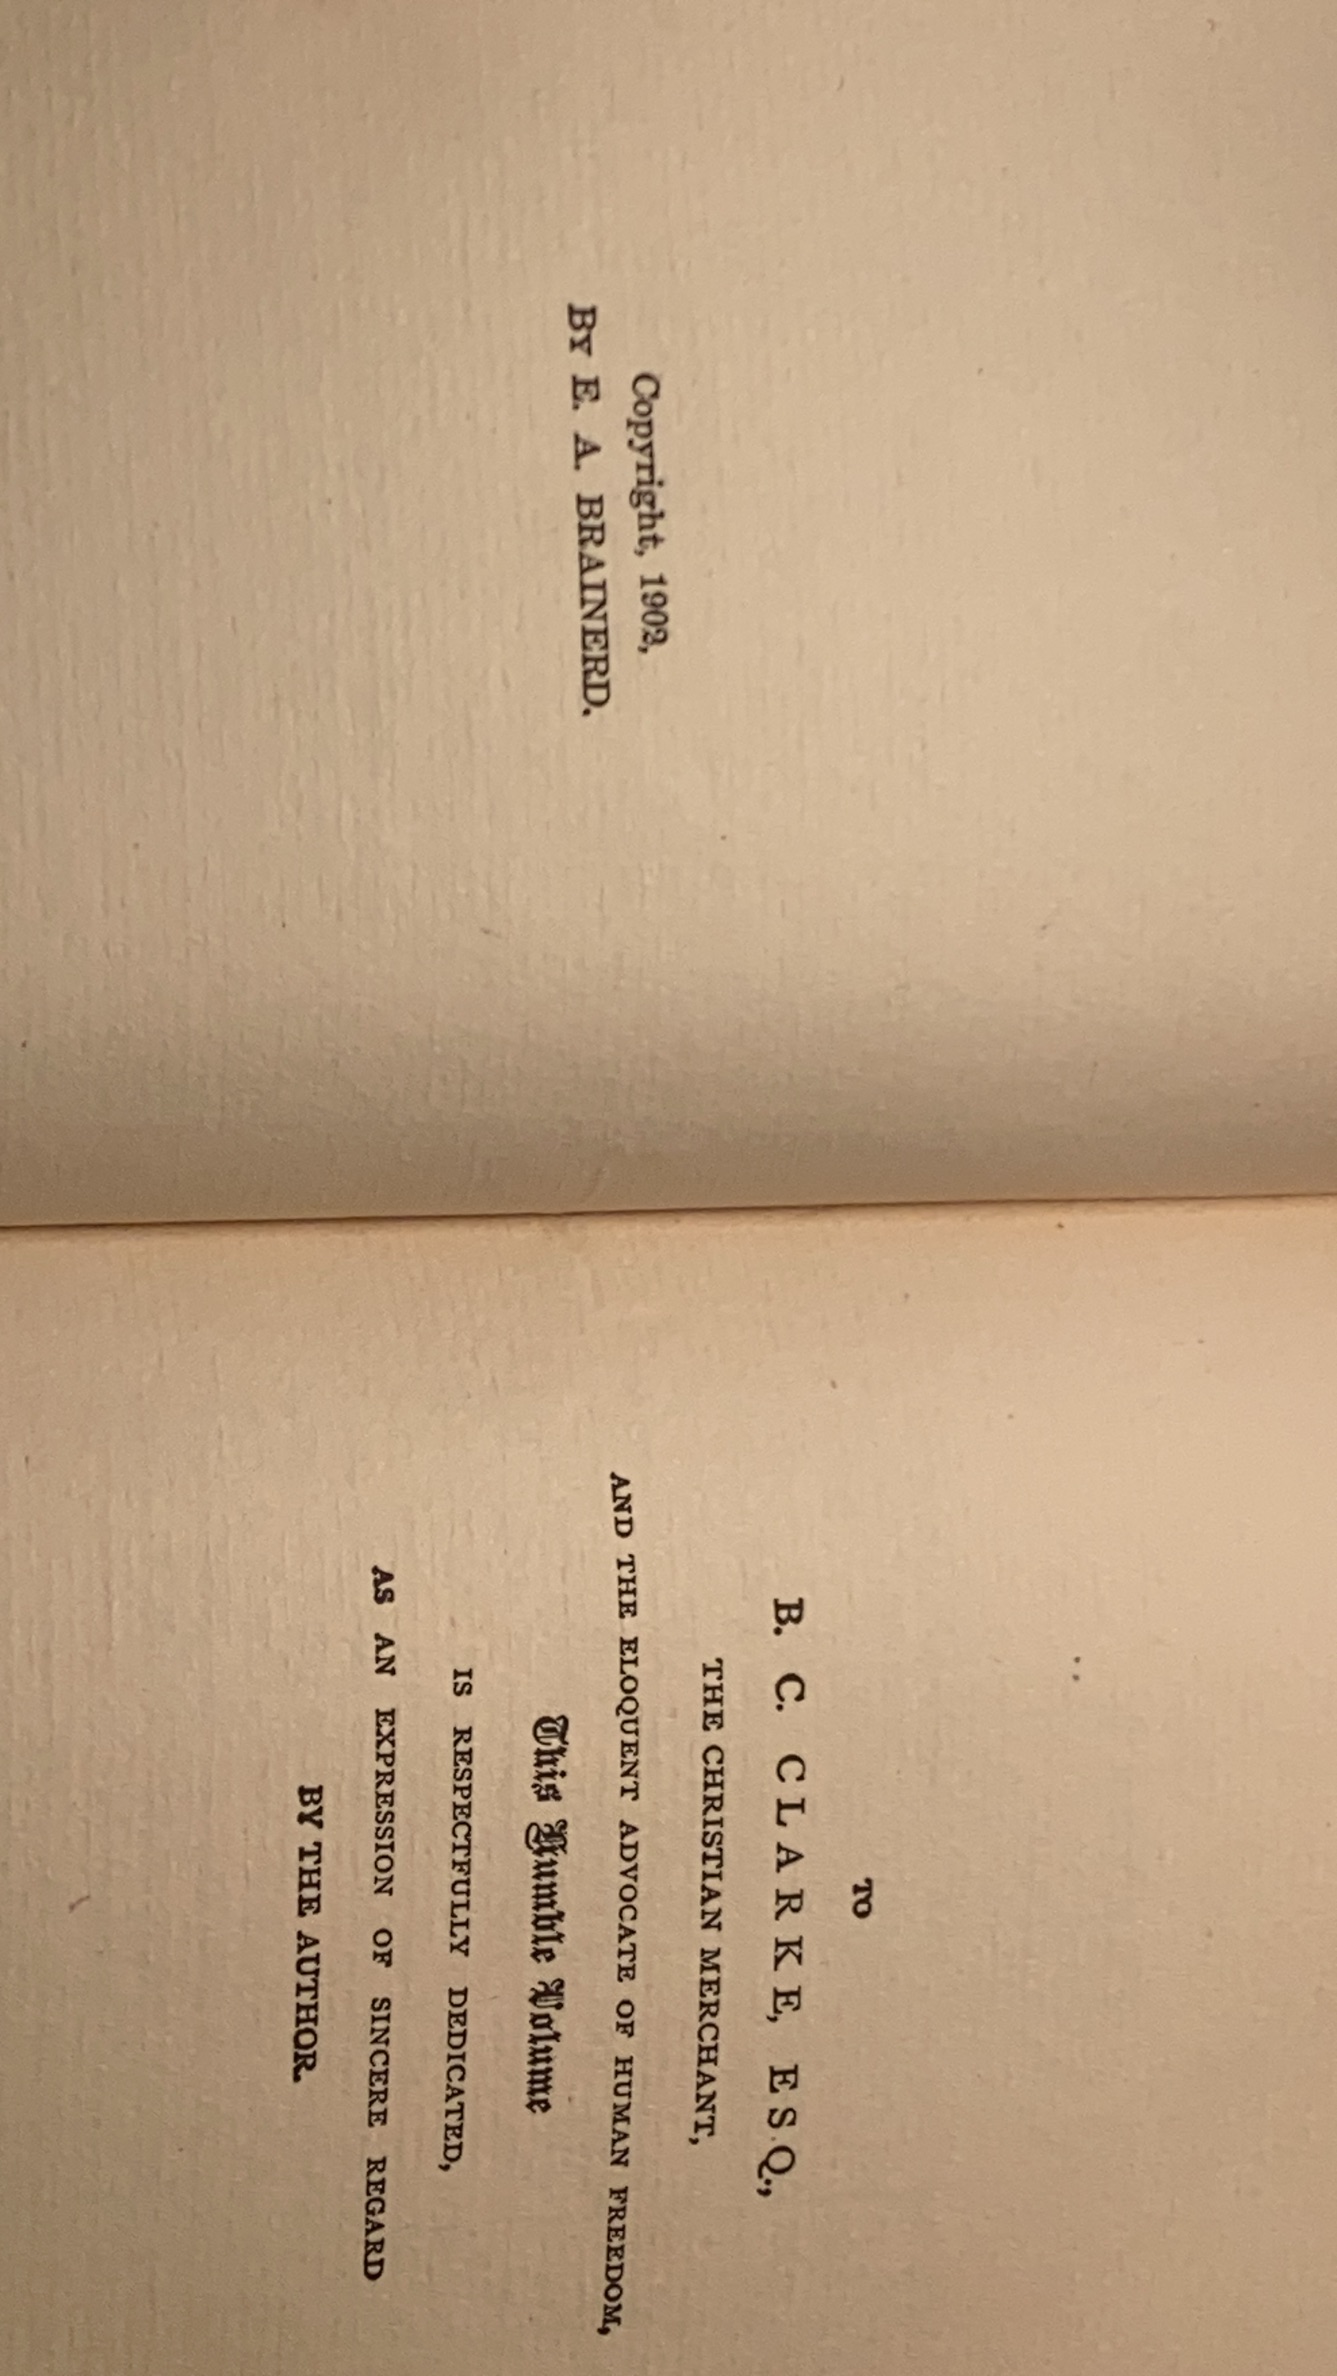 Copyright, 1902,
BY E. A. BRAINERD.
TO
B. C. CLARKE, ESQ.,
THE CHRISTIAN MERCHANT,
AND THE ELOQUENT ADVOCATE OF HUMAN FREEDOM,
This Humble Volume
IS RESPECTFULLY DEDICATED,
AS AN EXPRESSION OF SINCERE REGARD
BY THE AUTHOR.